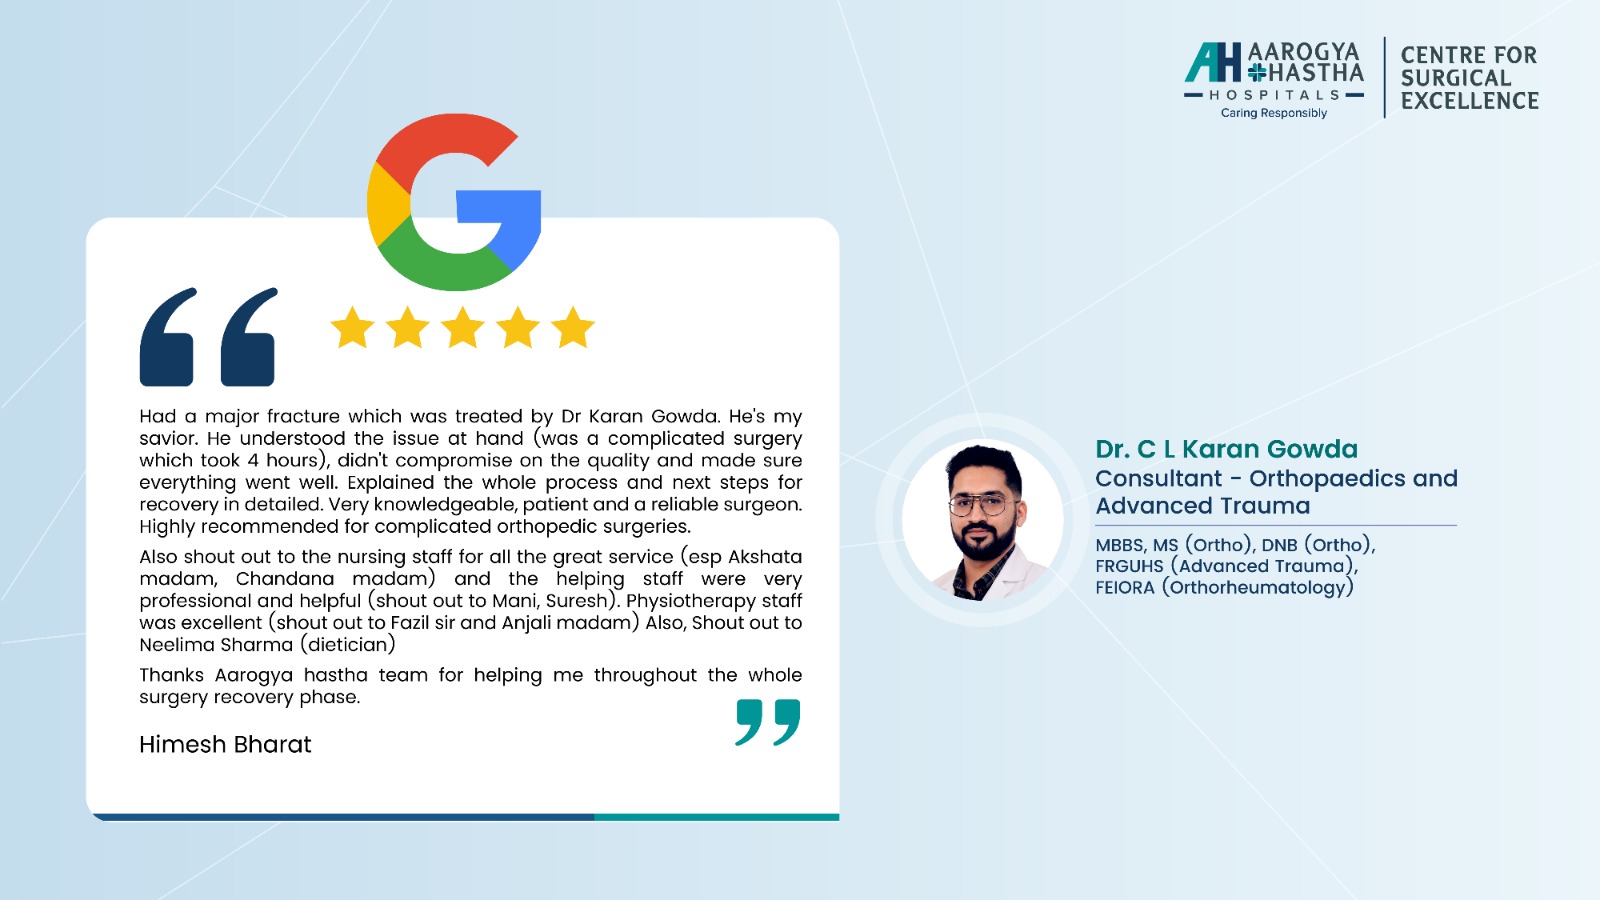 AH AAROGYA
HASTHA
HOSPITALS
Caring Responsibly
CENTRE FOR
SURGICAL
EXCELLENCE
G
Had a major fracture which was treated by Dr Karan Gowda. He's my
savior. He understood the issue at hand (was a complicated surgery
which took 4 hours), didn't compromise on the quality and made sure
everything went well. Explained the whole process and next steps for
recovery in detailed. Very knowledgeable, patient and a reliable surgeon.
Highly recommended for complicated orthopedic surgeries.
Also shout out to the nursing staff for all the great service (esp Akshata
madam, Chandana madam) and the helping staff were very
professional and helpful (shout out to Mani, Suresh). Physiotherapy staff
was excellent (shout out to Fazil sir and Anjali madam) Also, Shout out to
Neelima Sharma (dietician)
Thanks Aarogya hastha team for helping me throughout the whole
surgery recovery phase.
Himesh Bharat
Dr. C L Karan Gowda
Consultant - Orthopaedics and
Advanced Trauma
MBBS, MS (Ortho), DNB (Ortho),
FRGUHS (Advanced Trauma),
FEIORA (Orthorheumatology)